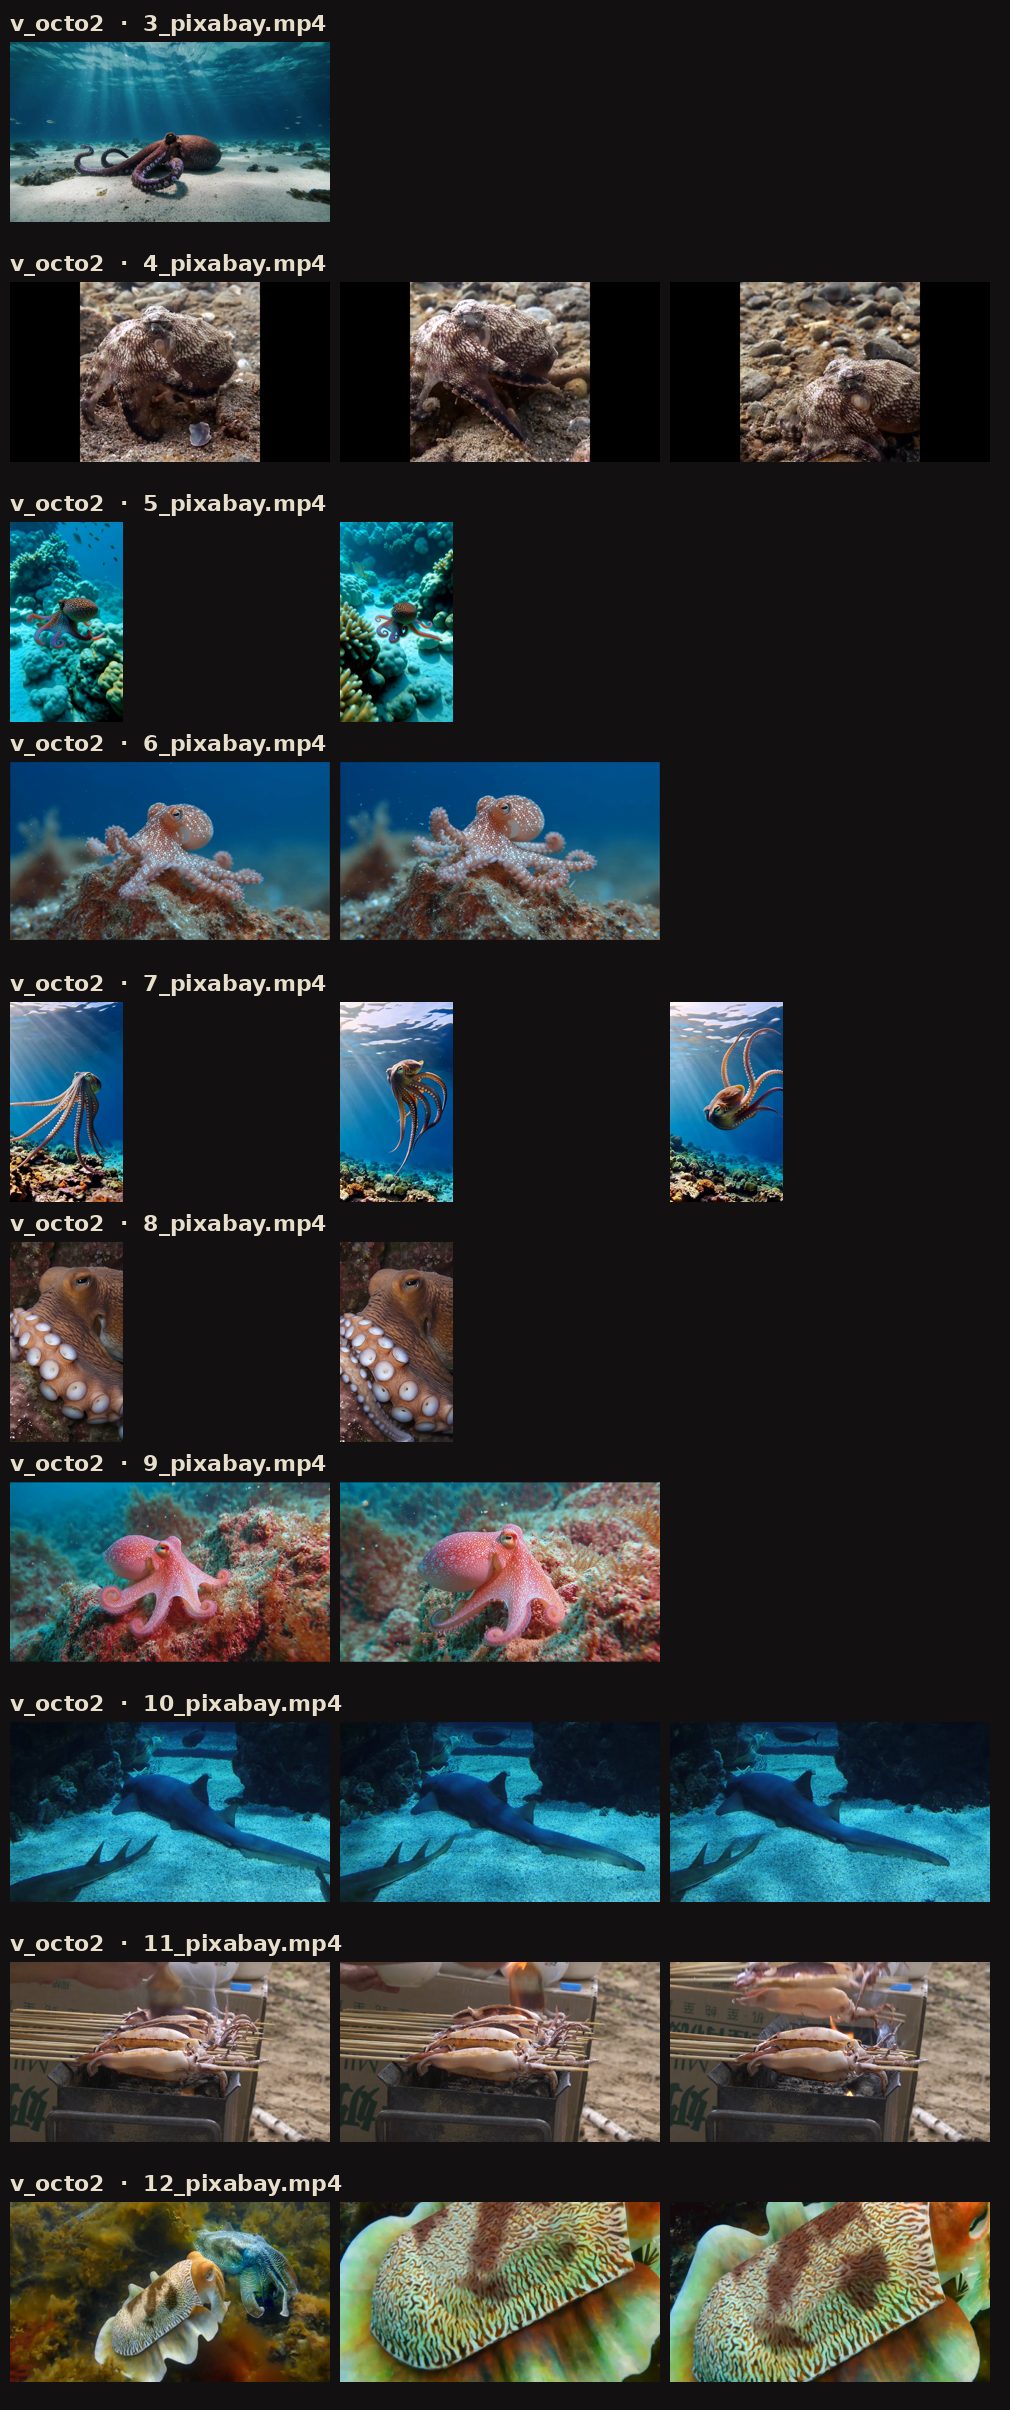 v_octo2 · 3_pixabay.mp4
v_octo2 · 4_pixabay.mp4
v_octo2 · 5_pixabay.mp4
v_octo2 · 6_pixabay.mp4
v_octo2 · 7_pixabay.mp4
v_octo2 · 8_pixabay.mp4
v_octo2 · 9_pixabay.mp4
v_octo2 · 10_pixabay.mp4
v_octo2 · 11_pixabay.mp4
v_octo2 · 12_pixabay.mp4